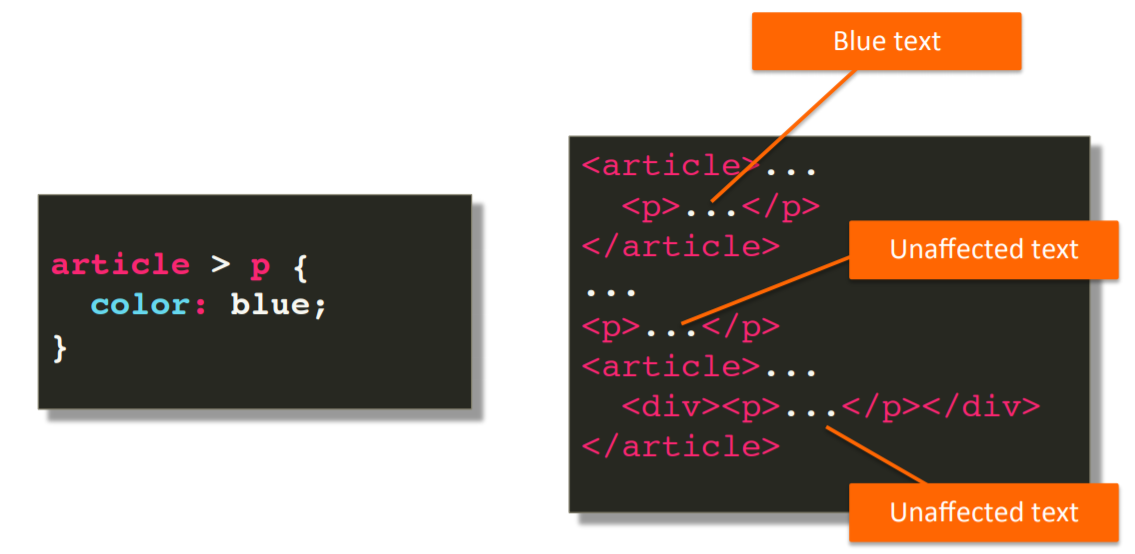 Blue text
article > p {
  color: blue;
}
<article>...
  <p>...</p>
</article>
...
<p>...</p>
<article>...
  <div><p>...</p></div>
</article>
Unaffected text
Unaffected text